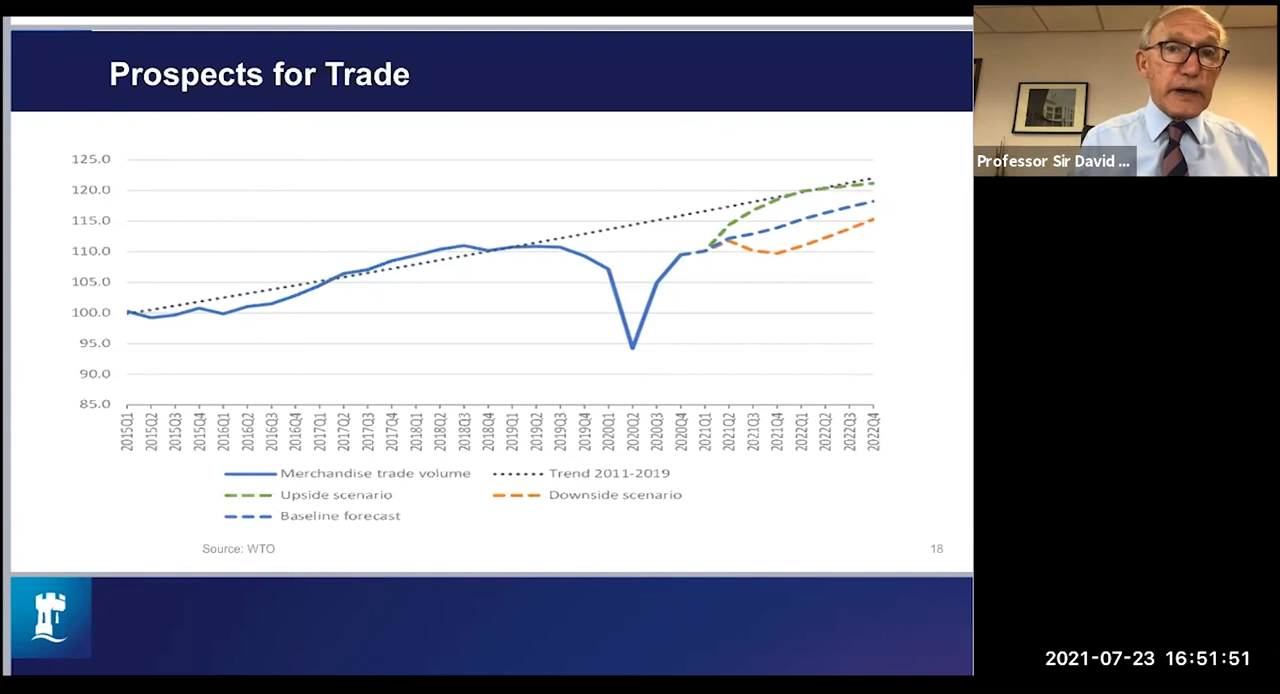 Prospects for Trade
Professor Sir David ...
125.0
120.0
115.0
110.0
105.0
100.0
95.0
90.0
85.0
2015Q1
2015Q2
2015Q3
2015Q4
2016Q1
2016Q2
2016Q3
2016Q4
2017Q1
2017Q2
2017Q3
2017Q4
2018Q1
2018Q2
2018Q3
2018Q4
2019Q1
2019Q2
2019Q3
2019Q4
2020Q1
2020Q2
2020Q3
2020Q4
2021Q1
2021Q2
2021Q3
2021Q4
2022Q1
2022Q2
2022Q3
2022Q4
Merchandise trade volume
Trend 2011-2019
Upside scenario
Downside scenario
Baseline forecast
Source: WTO
18
2021-07-23 16:51:51